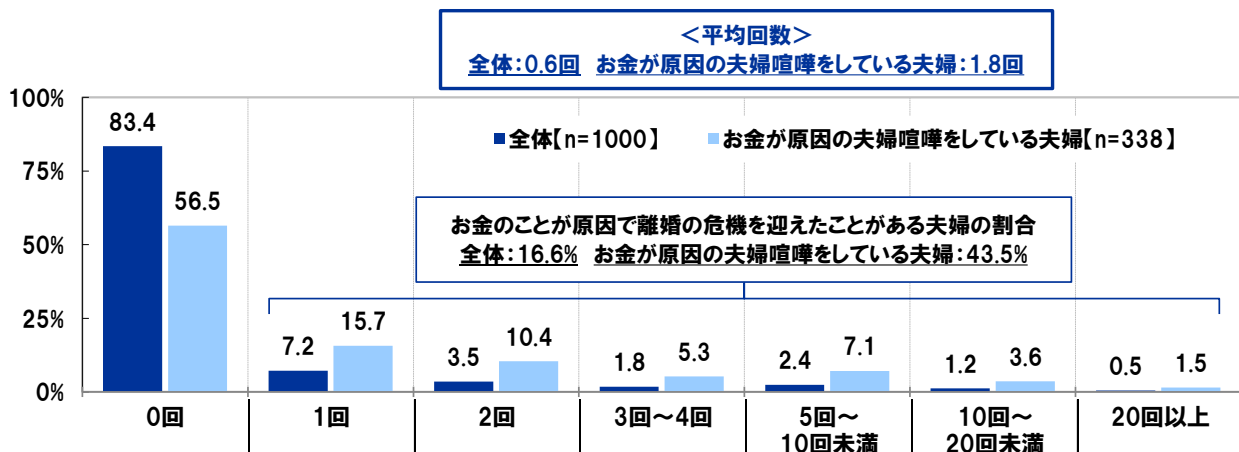 ＜平均回数＞
全体：0.6回 お金が原因の夫婦喧嘩をしている夫婦：1.8回
100%
75%
50%
25%
0%
■全体【n=1000】 ■お金が原因の夫婦喧嘩をしている夫婦【n=338】
お金のことが原因で離婚の危機を迎えたことがある夫婦の割合
全体：16.6% お金が原因の夫婦喧嘩をしている夫婦：43.5%
83.4 56.5
7.2 15.7
3.5 10.4
1.8 5.3
2.4 7.1
1.2 3.6
0.5 1.5
0回
1回
2回
3回～4回
5回～
10回未満
10回～
20回未満
20回以上